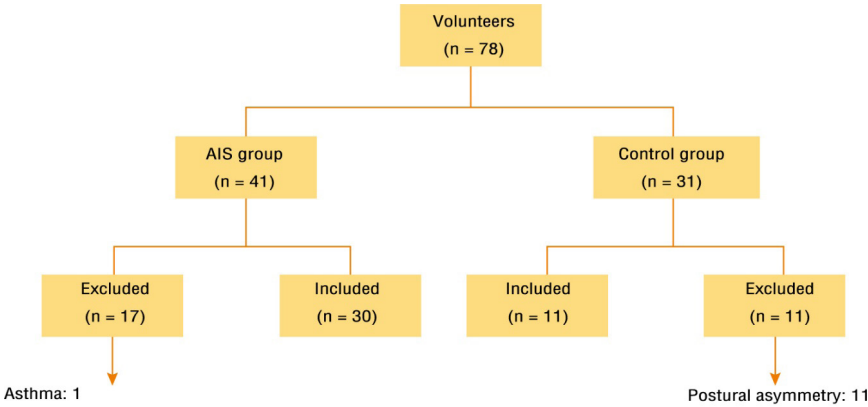 Volunteers
(n = 78)
AIS group
(n = 41)
Control group
(n = 31)
Excluded
(n = 17)
Included
(n = 30)
Included
(n = 11)
Excluded
(n = 11)
Asthma: 1
Postural asymmetry: 11